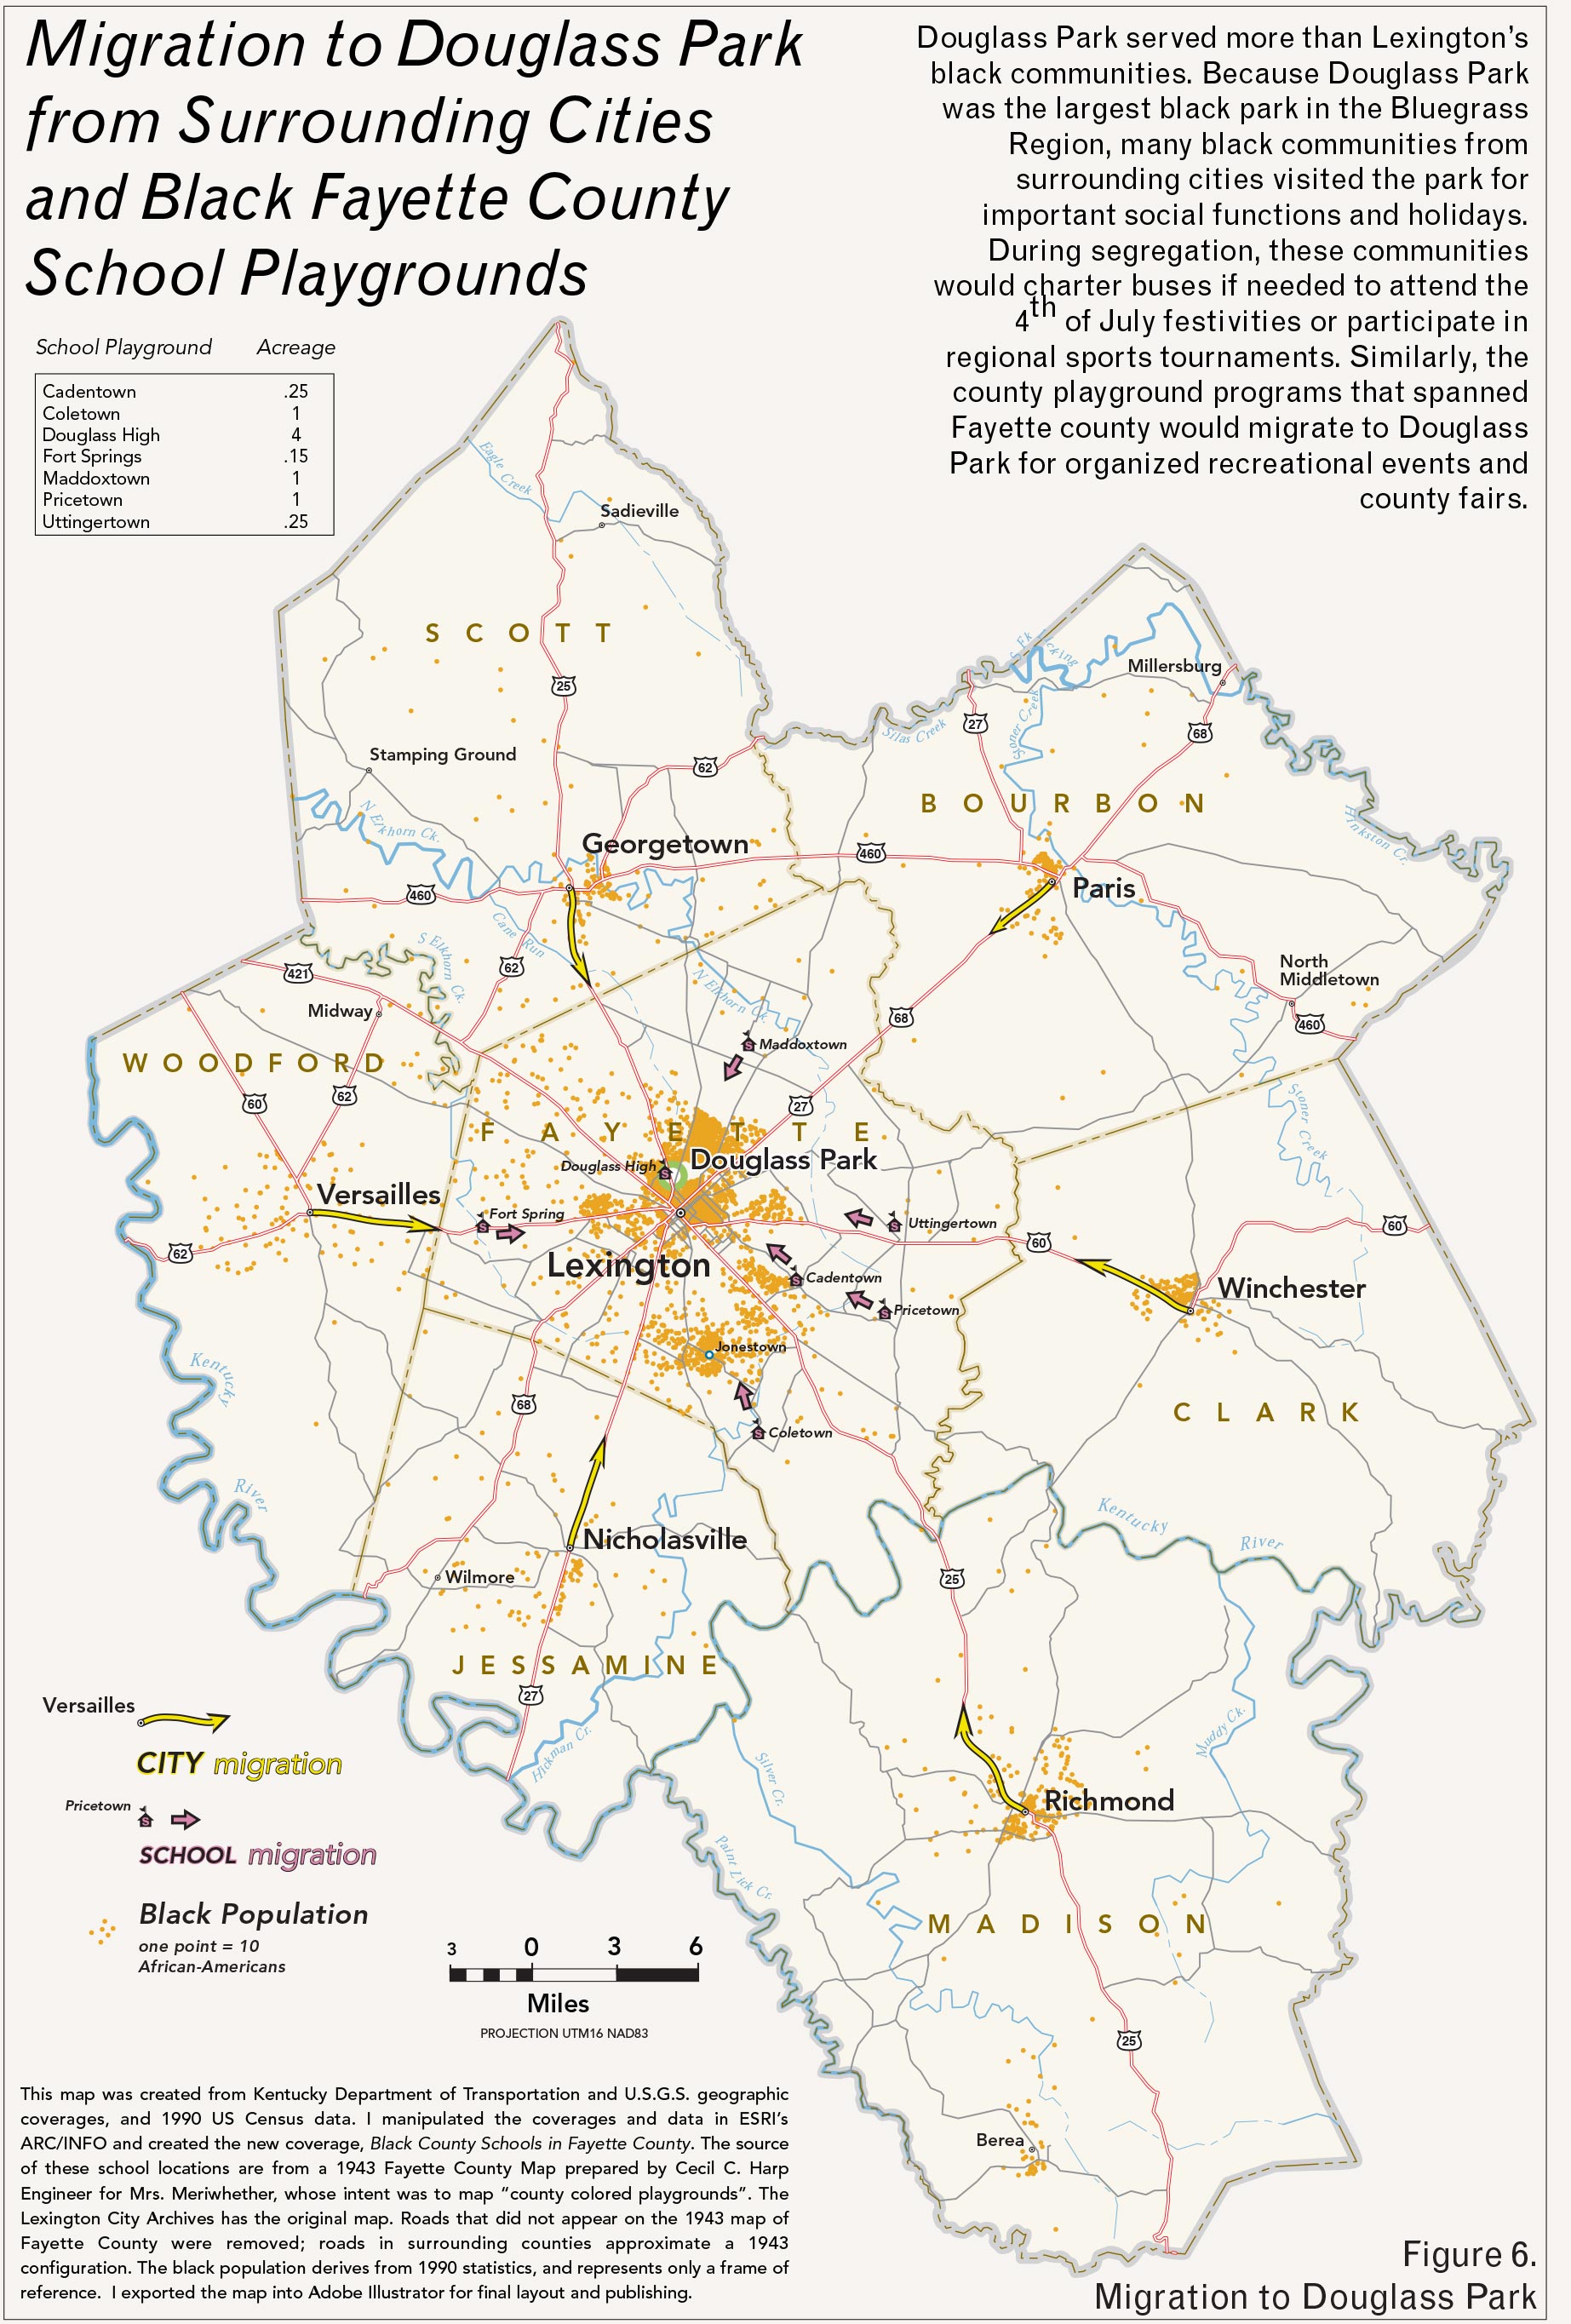 Migration to Douglass Park
from Surrounding Cities
and Black Fayette County
School Playgrounds
Douglass Park served more than Lexington's
black communities. Because Douglass Park
was the largest black park in the Bluegrass
Region, many black communities from
surrounding cities visited the park for
important social functions and holidays.
During segregation, these communities
would charter buses if needed to attend the
4th of July festivities or participate in
regional sports tournaments. Similarly, the
county playground programs that spanned
Fayette county would migrate to Douglass
Park for organized recreational events and
county fairs.
School Playground Acreage
Cadentown .25
Coletown 1
Douglass High 4
Fort Springs .15
Maddoxtown 1
Pricetown 1
Uttingertown .25
Eagle Creek
Sadieville
SCOTT
25
S Fk Licking
Millersburg
27
Stoner Creek
Silas Creek
68
Stamping Ground
62
BOURBON
N Elkhorn Ck.
Hinkston Cr.
Georgetown
460
460
Paris
Cane Run
S Elkhorn Ck.
62
421
North
Middletown
N Elkhorn Ck.
Midway
68
460
Maddoxtown
WOODFORD
60
62
27
Stoner Creek
FAYETTE
Douglass High
S
Douglass Park
Versailles
Fort Spring
Uttingertown
60
60
62
Lexington
Cadentown
Winchester
Pricetown
Jonestown
Kentucky
68
CLARK
Coletown
River
Kentucky
River
Nicholasville
Wilmore
25
JESSAMINE
27
Hickman Cr.
Muddy Ck.
Silver Cr.
Richmond
Paint Lick Cr.
MADISON
25
Berea
Versailles
CITY migration
Pricetown
S
SCHOOL migration
Black Population
one point = 10
African-Americans
3 0 3 6
Miles
PROJECTION UTM16 NAD83
This map was created from Kentucky Department of Transportation and U.S.G.S. geographic
coverages, and 1990 US Census data. I manipulated the coverages and data in ESRI's
ARC/INFO and created the new coverage, Black County Schools in Fayette County. The source
of these school locations are from a 1943 Fayette County Map prepared by Cecil C. Harp
Engineer for Mrs. Meriwhether, whose intent was to map "county colored playgrounds". The
Lexington City Archives has the original map. Roads that did not appear on the 1943 map of
Fayette County were removed; roads in surrounding counties approximate a 1943
configuration. The black population derives from 1990 statistics, and represents only a frame of
reference. I exported the map into Adobe Illustrator for final layout and publishing.
Figure 6.
Migration to Douglass Park